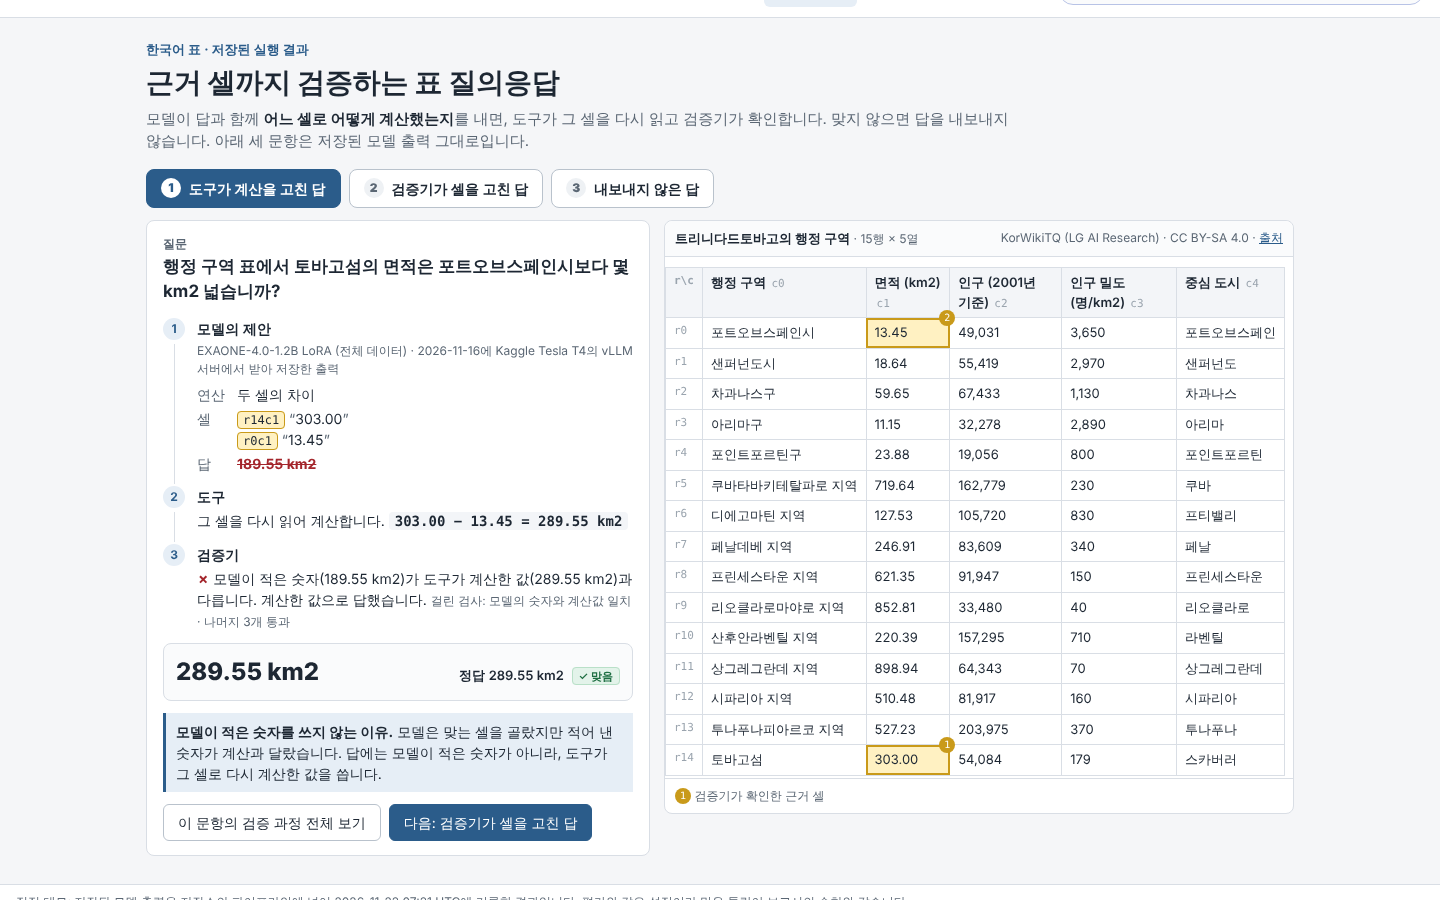 한국어 표 · 저장된 실행 결과
근거 셀까지 검증하는 표 질의응답
모델이 답과 함께 어느 셀로 어떻게 계산했는지를 내면, 도구가 그 셀을 다시 읽고 검증기가 확인합니다. 맞지 않으면 답을 내보내지
않습니다. 아래 세 문항은 저장된 모델 출력 그대로입니다.
1 도구가 계산을 고친 답
2 검증기가 셀을 고친 답
3 내보내지 않은 답
질문
행정 구역 표에서 토바고섬의 면적은 포트오브스페인시보다 몇
km2 넓습니까?
1 모델의 제안
EXAONE-4.0-1.2B LoRA (전체 데이터) · 2026-11-16에 Kaggle Tesla T4의 vLLM
서버에서 받아 저장한 출력
연산 두 셀의 차이
셀 r14c1 “303.00”
r0c1 “13.45”
답 189.55 km2
2 도구
그 셀을 다시 읽어 계산합니다. 303.00 − 13.45 = 289.55 km2
3 검증기
× 모델이 적은 숫자(189.55 km2)가 도구가 계산한 값(289.55 km2)과
다릅니다. 계산한 값으로 답했습니다. 걸린 검사: 모델의 숫자와 계산값 일치
· 나머지 3개 통과
289.55 km2 정답 289.55 km2 ✓ 맞음
모델이 적은 숫자를 쓰지 않는 이유. 모델은 맞는 셀을 골랐지만 적어 낸
숫자가 계산과 달랐습니다. 답에는 모델이 적은 숫자가 아니라, 도구가
그 셀로 다시 계산한 값을 씁니다.
이 문항의 검증 과정 전체 보기
다음: 검증기가 셀을 고친 답
트리니다드토바고의 행정 구역 · 15행 × 5열 KorWikiTQ (LG AI Research) · CC BY-SA 4.0 · 출처
r\c 행정 구역 c0 면적 (km2) c1 인구 (2001년 기준) c2 인구 밀도 (명/km2) c3 중심 도시 c4
r0 포트오브스페인시 13.45 2 49,031 3,650 포트오브스페인
r1 샌퍼넌도시 18.64 55,419 2,970 샌퍼넌도
r2 차과나스구 59.65 67,433 1,130 차과나스
r3 아리마구 11.15 32,278 2,890 아리마
r4 포인트포르틴구 23.88 19,056 800 포인트포르틴
r5 쿠바타바키테탈파로 지역 719.64 162,779 230 쿠바
r6 디에고마틴 지역 127.53 105,720 830 프티밸리
r7 페날데베 지역 246.91 83,609 340 페날
r8 프린세스타운 지역 621.35 91,947 150 프린세스타운
r9 리오클라로마야로 지역 852.81 33,480 40 리오클라로
r10 산후안라벤틸 지역 220.39 157,295 710 라벤틸
r11 상그레그란데 지역 898.94 64,343 70 상그레그란데
r12 시파리아 지역 510.48 81,917 160 시파리아
r13 투나푸나피아르코 지역 527.23 203,975 370 투나푸나
r14 토바고섬 303.00 1 54,084 179 스카버러
1 검증기가 확인한 근거 셀